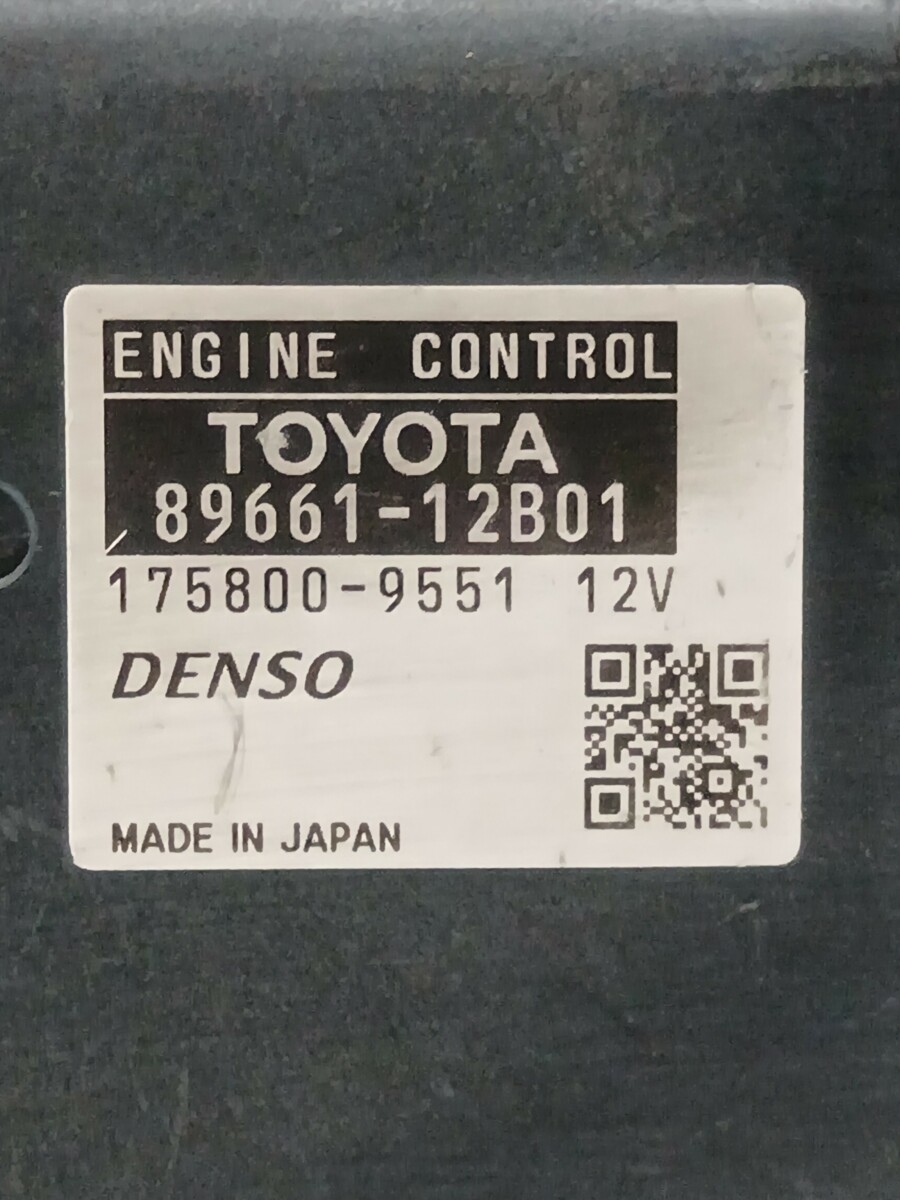 ENGINE CONTROL
TOYOTA
89661-12B01
175800-9551 12V
DENSO
MADE IN JAPAN